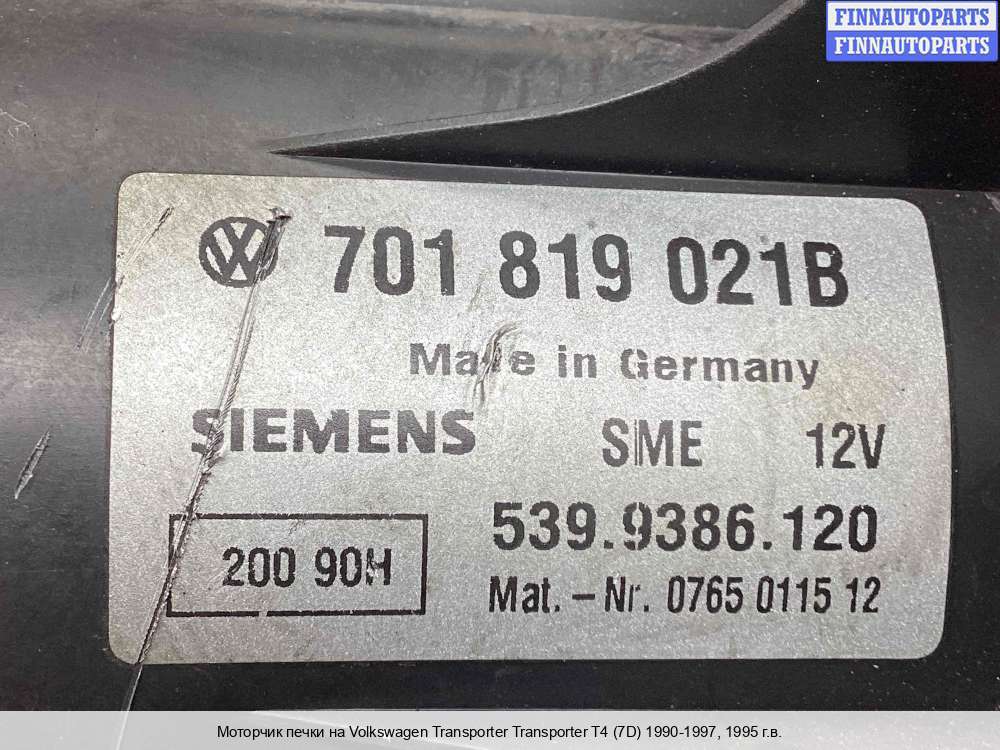 FINNAUTOPARTS
FINNAUTOPARTS
VW 701 819 021B
Made in Germany
SIEMENS SME 12V
539.9386.120
200 90H
Mat.-Nr. 0765 0115 12
Моторчик печки на Volkswagen Transporter Transporter T4 (7D) 1990-1997, 1995 г.в.